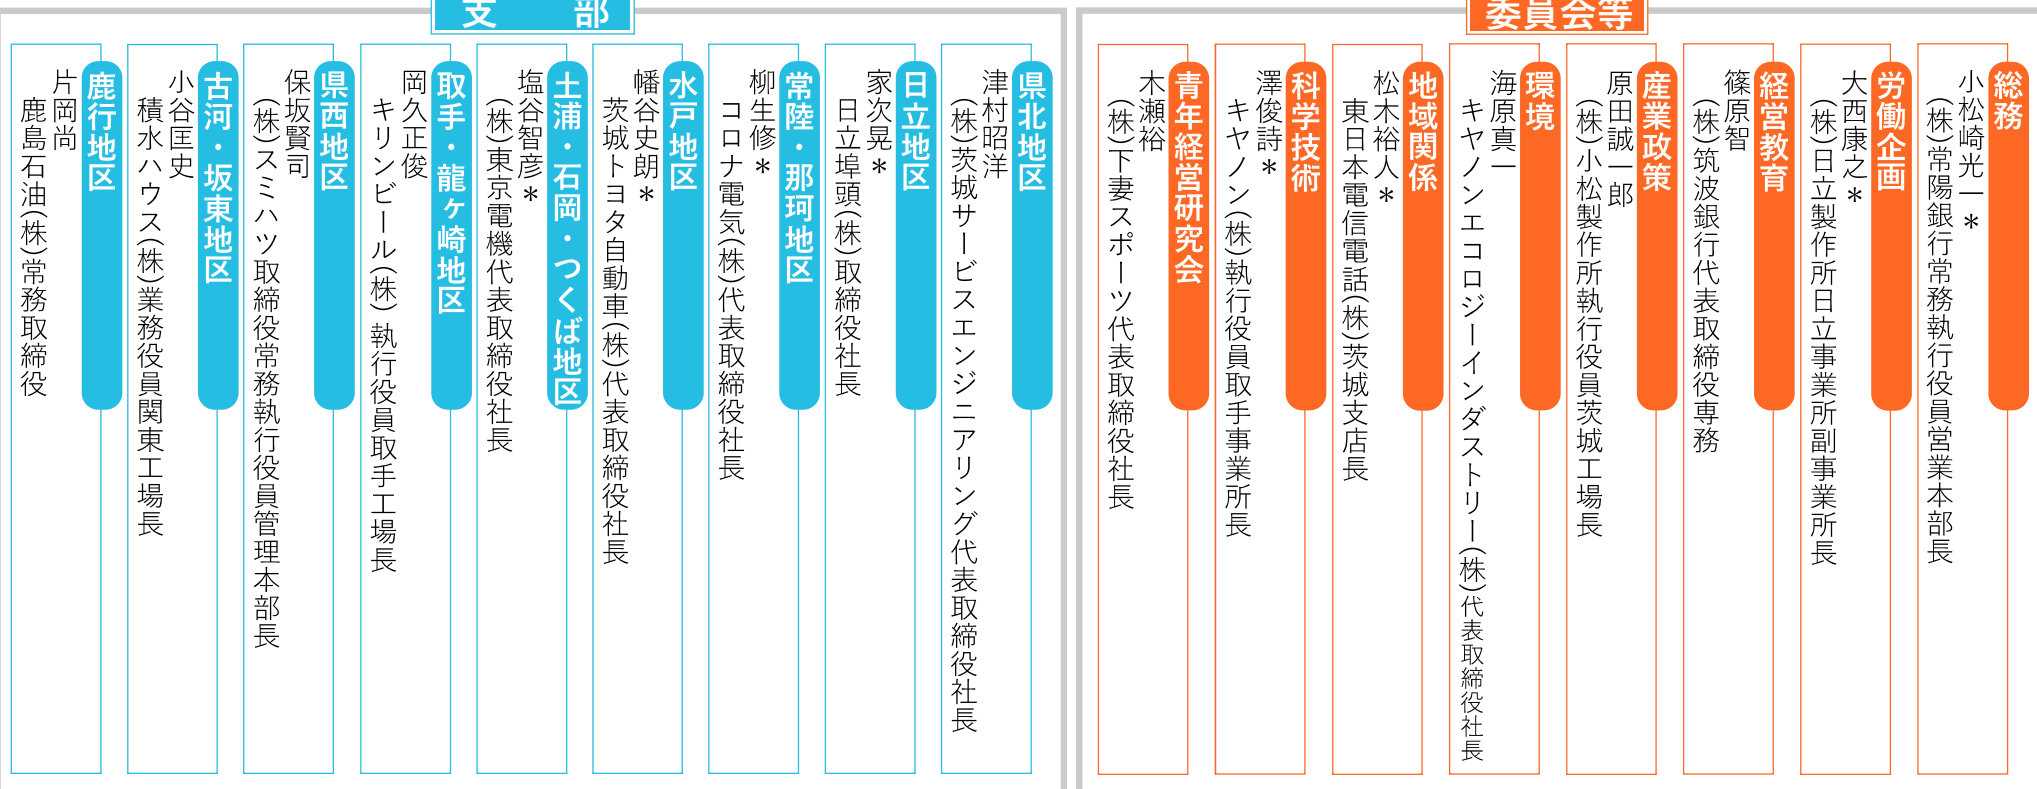 委員会等
総務
小松崎光一＊
(株)常陽銀行常務執行役員営業本部長
労働企画
大西康之＊
(株)日立製作所日立事業所副事業所長
経営教育
篠原智
(株)筑波銀行代表取締役専務
産業政策
原田誠一郎
(株)小松製作所執行役員茨城工場長
環境
海原真一
キヤノンエコロジーインダストリー(株)代表取締役社長
地域関係
松木裕人＊
東日本電信電話(株)茨城支店長
科学技術
澤俊詩＊
キヤノン(株)執行役員取手事業所長
青年経営研究会
木瀬裕
(株)下妻スポーツ代表取締役社長
支部
県北地区
津村昭洋
(株)茨城サービスエンジニアリング代表取締役社長
日立地区
家次晃＊
日立埠頭(株)取締役社長
常陸・那珂地区
柳生修＊
コロナ電気(株)代表取締役社長
水戸地区
幡谷史朗＊
茨城トヨタ自動車(株)代表取締役社長
土浦・石岡・つくば地区
塩谷智彦＊
(株)東京電機代表取締役社長
取手・龍ヶ崎地区
岡久正俊
キリンビール(株)執行役員取手工場長
県西地区
保坂賢司
(株)スミハツ取締役常務執行役員管理本部長
古河・坂東地区
小谷匡史
積水ハウス(株)業務役員関東工場長
鹿行地区
片岡尚
鹿島石油(株)常務取締役